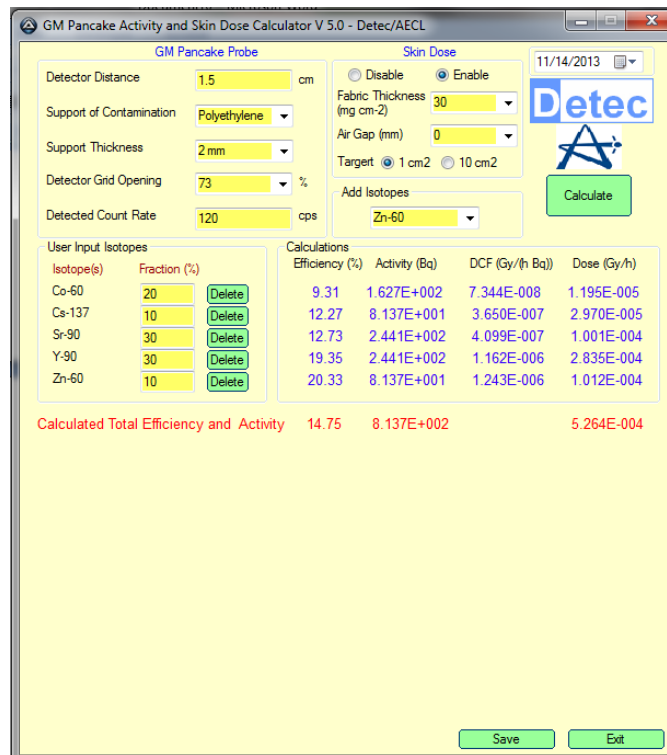 GM Pancake Activity and Skin Dose Calculator V 5.0 - Detec/AECL
GM Pancake Probe
Detector Distance 1.5 cm
Support of Contamination Polyethylene
Support Thickness 2 mm
Detector Grid Opening 73 %
Detected Count Rate 120 cps
Skin Dose
Disable Enable
Fabric Thickness (mg cm-2) 30
Air Gap (mm) 0
Targert 1 cm2 10 cm2
Add Isotopes
Zn-60
11/14/2013
Detec
Calculate
User Input Isotopes
Isotope(s) Fraction (%)
Co-60 20 Delete
Cs-137 10 Delete
Sr-90 30 Delete
Y-90 30 Delete
Zn-60 10 Delete
Calculations
Efficiency (%) Activity (Bq) DCF (Gy/(h Bq)) Dose (Gy/h)
9.31 1.627E+002 7.344E-008 1.195E-005
12.27 8.137E+001 3.650E-007 2.970E-005
12.73 2.441E+002 4.099E-007 1.001E-004
19.35 2.441E+002 1.162E-006 2.835E-004
20.33 8.137E+001 1.243E-006 1.012E-004
Calculated Total Efficiency and Activity 14.75 8.137E+002 5.264E-004
Save Exit